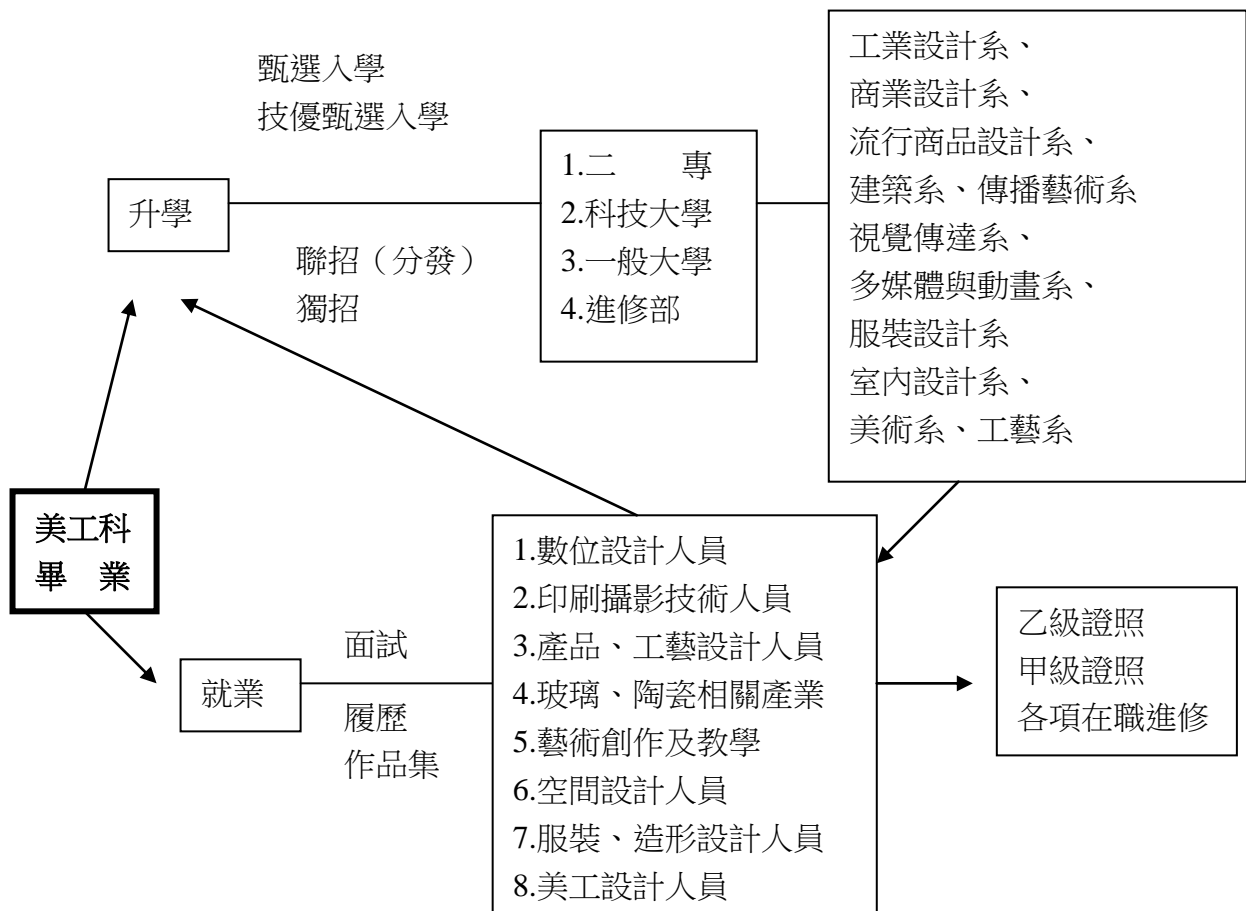 甄選入學
技優甄選入學
升學
聯招（分發）
獨招
1.二　　專
2.科技大學
3.一般大學
4.進修部
工業設計系、
商業設計系、
流行商品設計系、
建築系、傳播藝術系
視覺傳達系、
多媒體與動畫系、
服裝設計系
室內設計系、
美術系、工藝系
美工科
畢　業
就業
面試
履歷
作品集
1.數位設計人員
2.印刷攝影技術人員
3.產品、工藝設計人員
4.玻璃、陶瓷相關產業
5.藝術創作及教學
6.空間設計人員
7.服裝、造形設計人員
8.美工設計人員
乙級證照
甲級證照
各項在職進修